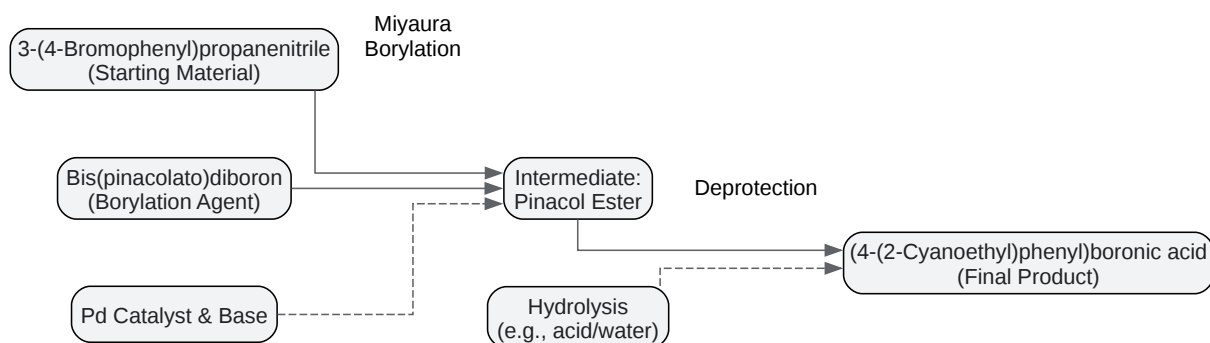 Miyaura
Borylation
3-(4-Bromophenyl)propanenitrile
(Starting Material)
Bis(pinacolato)diboron
(Borylation Agent)
Intermediate:
Pinacol Ester
Deprotection
(4-(2-Cyanoethyl)phenyl)boronic acid
(Final Product)
Pd Catalyst & Base
Hydrolysis
(e.g., acid/water)